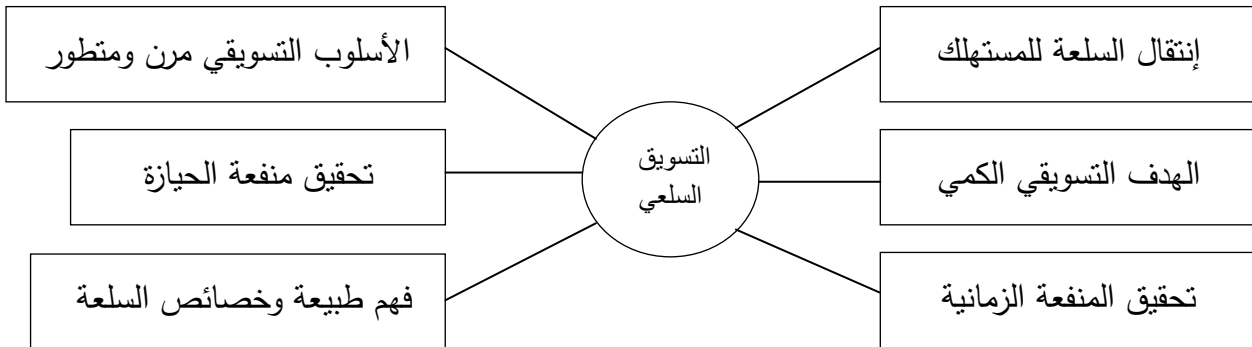 إنتقال السلعة للمستهلك
الأسلوب التسويقي مرن ومتطور
الهدف التسويقي الكمي
التسويق
السلعي
تحقيق منفعة الحيازة
تحقيق المنفعة الزمانية
فهم طبيعة وخصائص السلعة